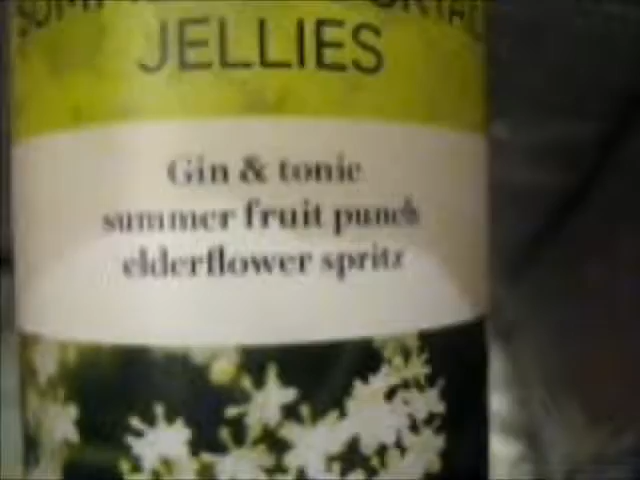 JELLIES
Gin & tonic
summer fruit punch
elderflower spritz